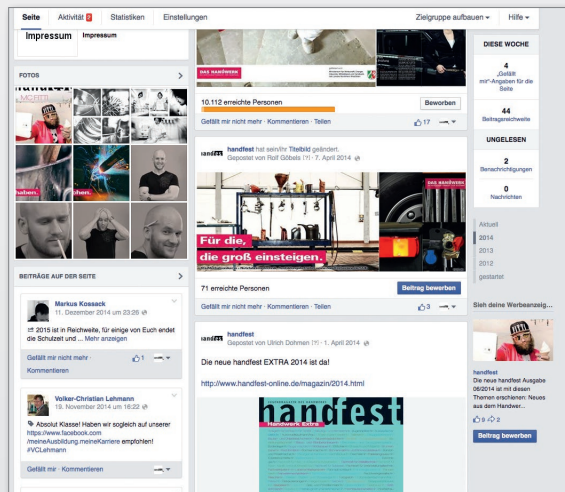 Seite Aktivität 2 Statistiken Einstellungen Zielgruppe aufbauen Hilfe
Impressum Impressum
FOTOS
MC FITTI
haben.
ohen.
BEITRÄGE AUF DER SEITE
Markus Kossack
11. Dezember 2014 um 23:26
2015 ist in Reichweite, für einige von Euch endet
die Schulzeit und ... Mehr anzeigen
Gefällt mir nicht mehr · 1
Kommentieren
Volker-Christian Lehmann
19. November 2014 um 16:22
Absolut Klasse! Haben wir sogleich auf unserer
https://www.facebook.com
/meineAusbildung.meineKarriere empfohlen!
#VCLehmann
Gefällt mir · Kommentieren
DAS HANDWERK
10.112 erreichte Personen Beworben
Gefällt mir nicht mehr · Kommentieren · Teilen 17
handfest
handfest hat sein/ihr Titelbild geändert.
Gepostet von Rolf Göbels [?] · 7. April 2014
DAS HANDWERK
Für die,
die groß einsteigen.
71 erreichte Personen Beitrag bewerben
Gefällt mir nicht mehr · Kommentieren · Teilen 3
handfest
handfest
Gepostet von Ulrich Dohmen [?] · 1. April 2014
Die neue handfest EXTRA 2014 ist da!
http://www.handfest-online.de/magazin/2014.html
handfest
Handwerk Extra
DIESE WOCHE
4
„Gefällt
mir“-Angaben für die
Seite
44
Beitragsreichweite
UNGELESEN
2
Benachrichtigungen
0
Nachrichten
Aktuell
2014
2013
2012
gestartet
Sieh deine Werbeanzeig...
handfest
Die neue handfest Ausgabe
06/2014 ist mit diesen
Themen erschienen: Neues
aus dem Handwer...
9 2
Beitrag bewerben